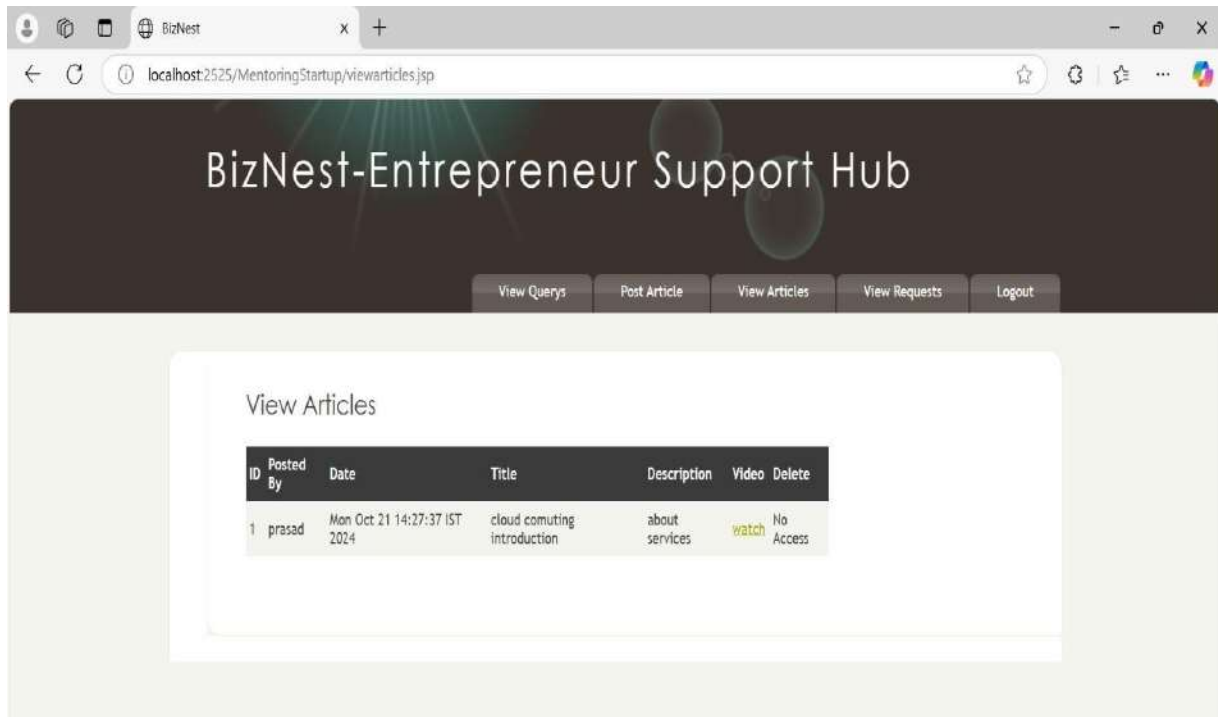 BizNest
localhost:2525/MentoringStartup/viewarticles.jsp
BizNest-Entrepreneur Support Hub
View Querys Post Article View Articles View Requests Logout
View Articles
ID Posted By Date Title Description Video Delete
1 prasad Mon Oct 21 14:27:37 IST 2024 cloud comuting introduction about services watch No Access